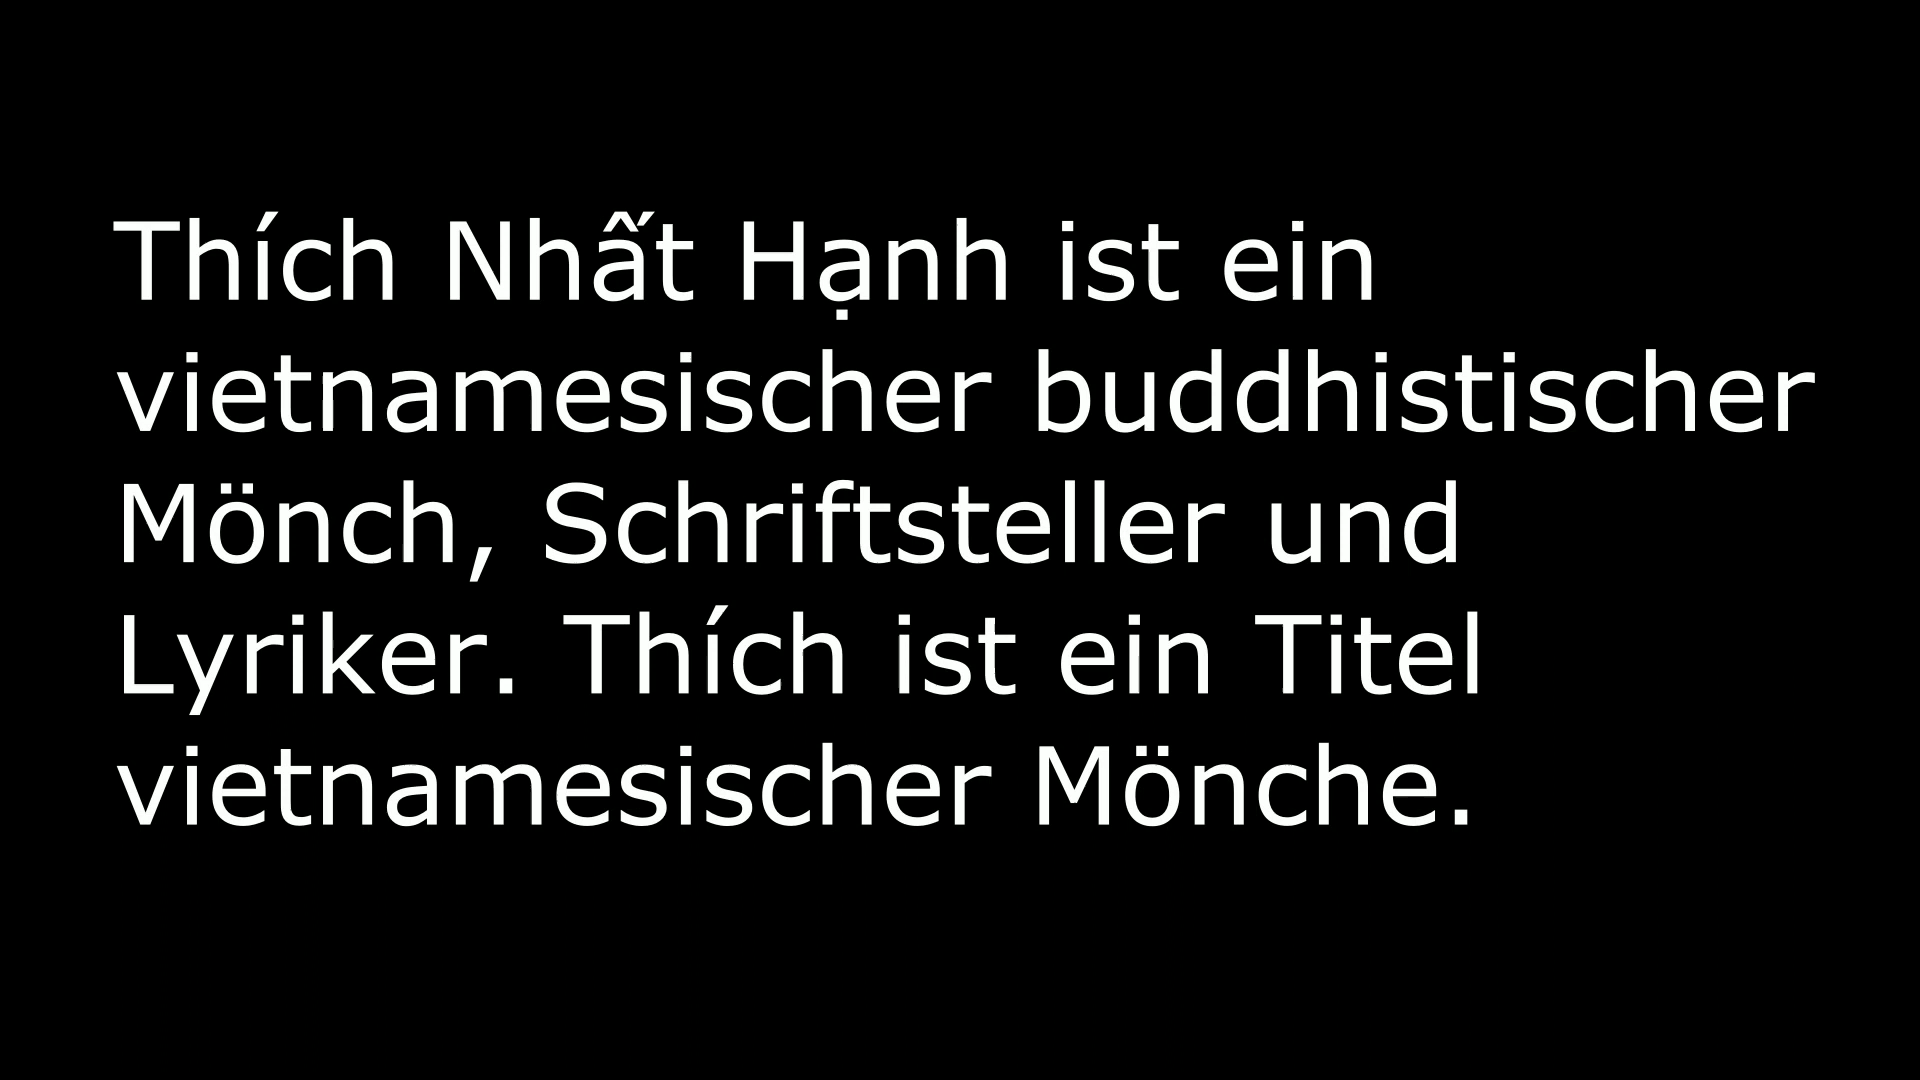 Thích Nhất Hạnh ist ein
vietnamesischer buddhistischer
Mönch, Schriftsteller und
Lyriker. Thích ist ein Titel
vietnamesischer Mönche.